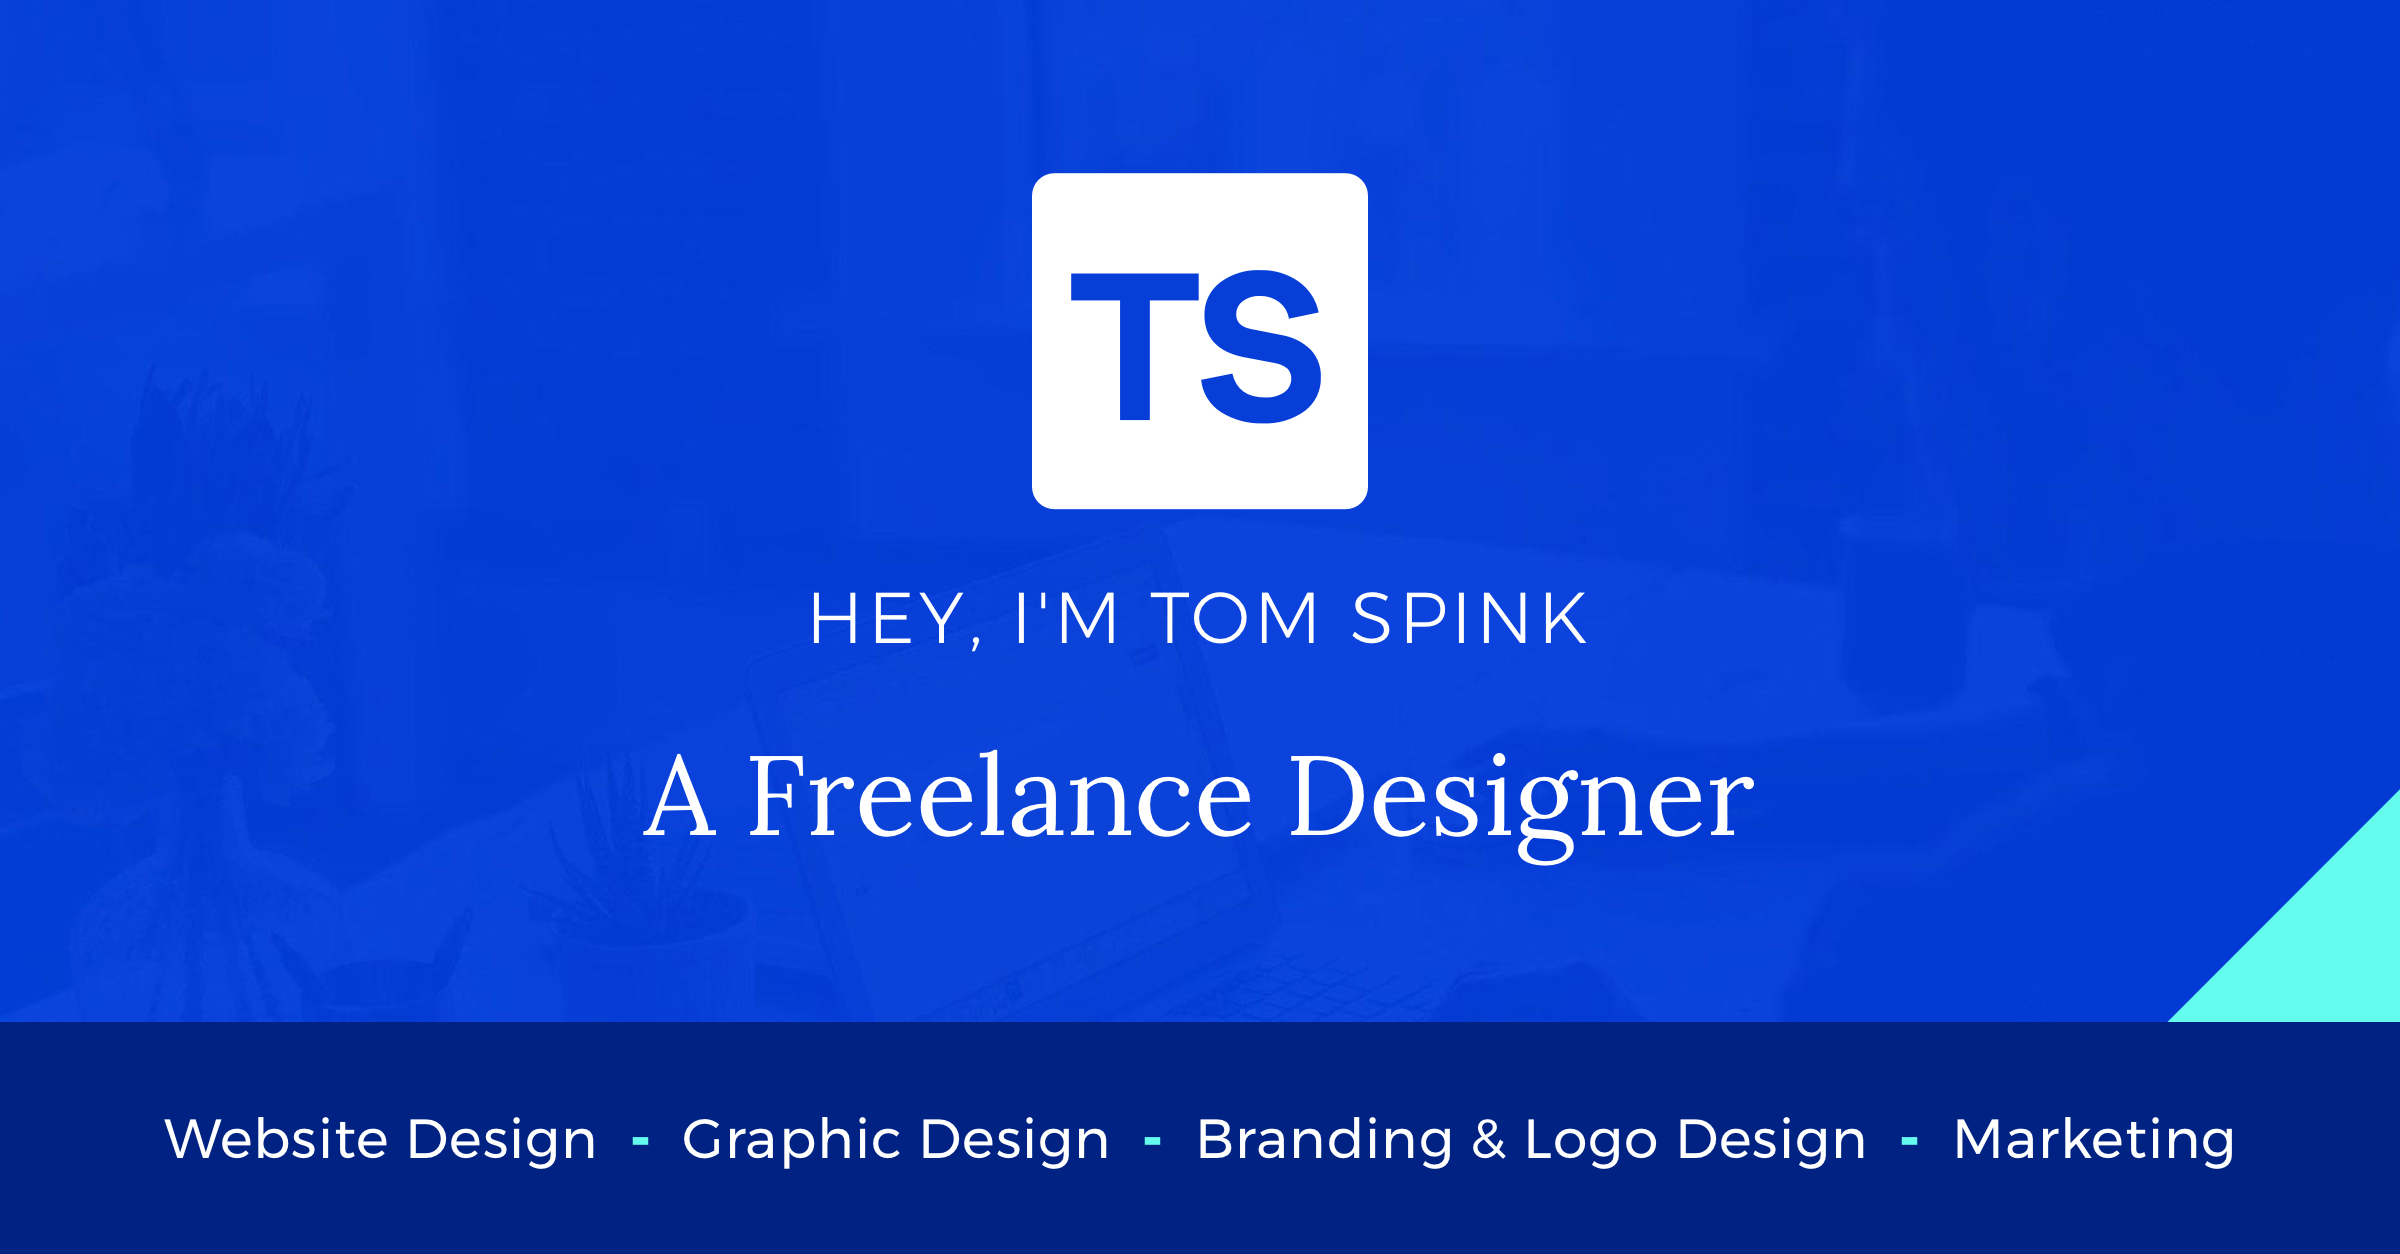 TS
HEY, I'M TOM SPINK
A Freelance Designer
Website Design - Graphic Design - Branding & Logo Design - Marketing